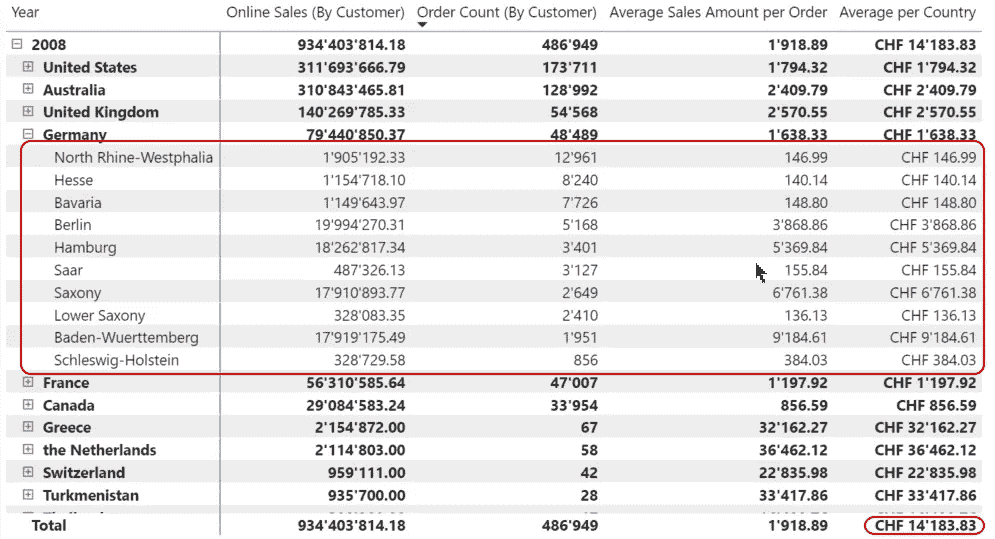 Year Online Sales (By Customer) Order Count (By Customer) Average Sales Amount per Order Average per Country
2008 934'403'814.18 486'949 1'918.89 CHF 14'183.83
United States 311'693'666.79 173'711 1'794.32 CHF 1'794.32
Australia 310'843'465.81 128'992 2'409.79 CHF 2'409.79
United Kingdom 140'269'785.33 54'568 2'570.55 CHF 2'570.55
Germany 79'440'850.37 48'489 1'638.33 CHF 1'638.33
North Rhine-Westphalia 1'905'192.33 12'961 146.99 CHF 146.99
Hesse 1'154'718.10 8'240 140.14 CHF 140.14
Bavaria 1'149'643.97 7'726 148.80 CHF 148.80
Berlin 19'994'270.31 5'168 3'868.86 CHF 3'868.86
Hamburg 18'262'817.34 3'401 5'369.84 CHF 5'369.84
Saar 487'326.13 3'127 155.84 CHF 155.84
Saxony 17'910'893.77 2'649 6'761.38 CHF 6'761.38
Lower Saxony 328'083.35 2'410 136.13 CHF 136.13
Baden-Wuerttemberg 17'919'175.49 1'951 9'184.61 CHF 9'184.61
Schleswig-Holstein 328'729.58 856 384.03 CHF 384.03
France 56'310'585.64 47'007 1'197.92 CHF 1'197.92
Canada 29'084'583.24 33'954 856.59 CHF 856.59
Greece 2'154'872.00 67 32'162.27 CHF 32'162.27
the Netherlands 2'114'803.00 58 36'462.12 CHF 36'462.12
Switzerland 959'111.00 42 22'835.98 CHF 22'835.98
Turkmenistan 935'700.00 28 33'417.86 CHF 33'417.86
Total 934'403'814.18 486'949 1'918.89 CHF 14'183.83